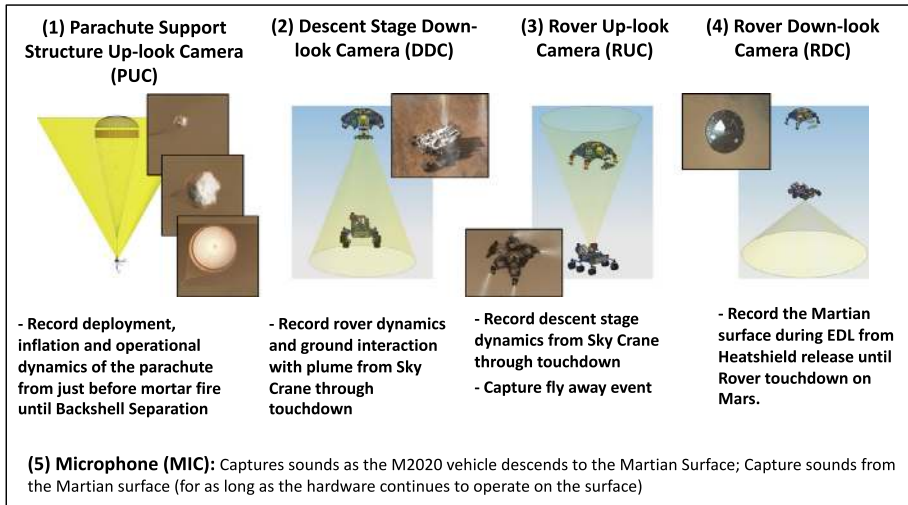 (1) Parachute Support
Structure Up-look Camera
(PUC)
(2) Descent Stage Down-
look Camera (DDC)
(3) Rover Up-look
Camera (RUC)
(4) Rover Down-look
Camera (RDC)
- Record deployment,
inflation and operational
dynamics of the parachute
from just before mortar fire
until Backshell Separation
- Record rover dynamics
and ground interaction
with plume from Sky
Crane through
touchdown
- Record descent stage
dynamics from Sky Crane
through touchdown
- Capture fly away event
- Record the Martian
surface during EDL from
Heatshield release until
Rover touchdown on
Mars.
(5) Microphone (MIC): Captures sounds as the M2020 vehicle descends to the Martian Surface; Capture sounds from
the Martian surface (for as long as the hardware continues to operate on the surface)